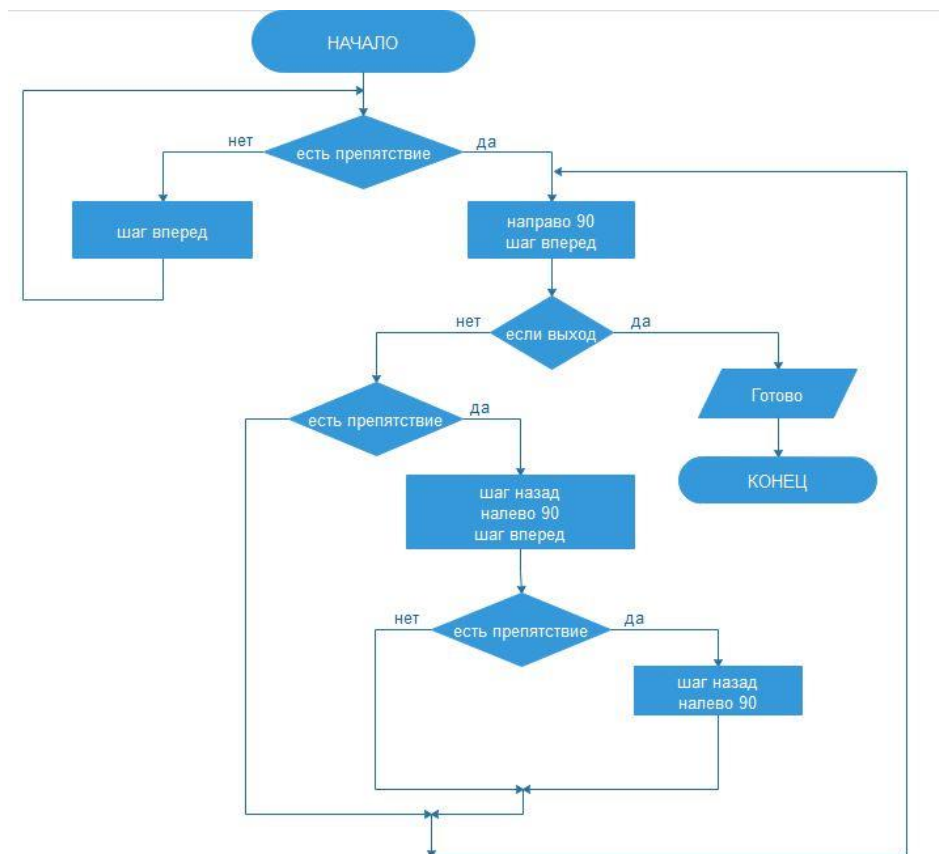 НАЧАЛО
нет
да
есть препятствие
шаг вперед
направо 90
шаг вперед
нет
да
если выход
Готово
есть препятствие
да
КОНЕЦ
шаг назад
налево 90
шаг вперед
нет
да
есть препятствие
шаг назад
налево 90